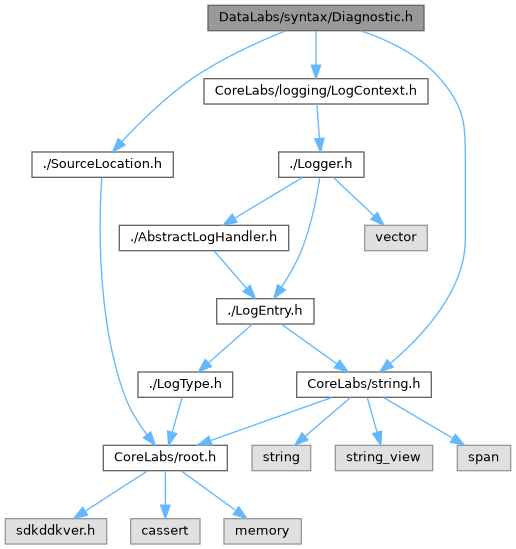 DataLabs/syntax/Diagnostic.h
CoreLabs/logging/LogContext.h
./SourceLocation.h
./Logger.h
./AbstractLogHandler.h
vector
./LogEntry.h
./LogType.h
CoreLabs/string.h
CoreLabs/root.h
string
string_view
span
sdkddkver.h
cassert
memory